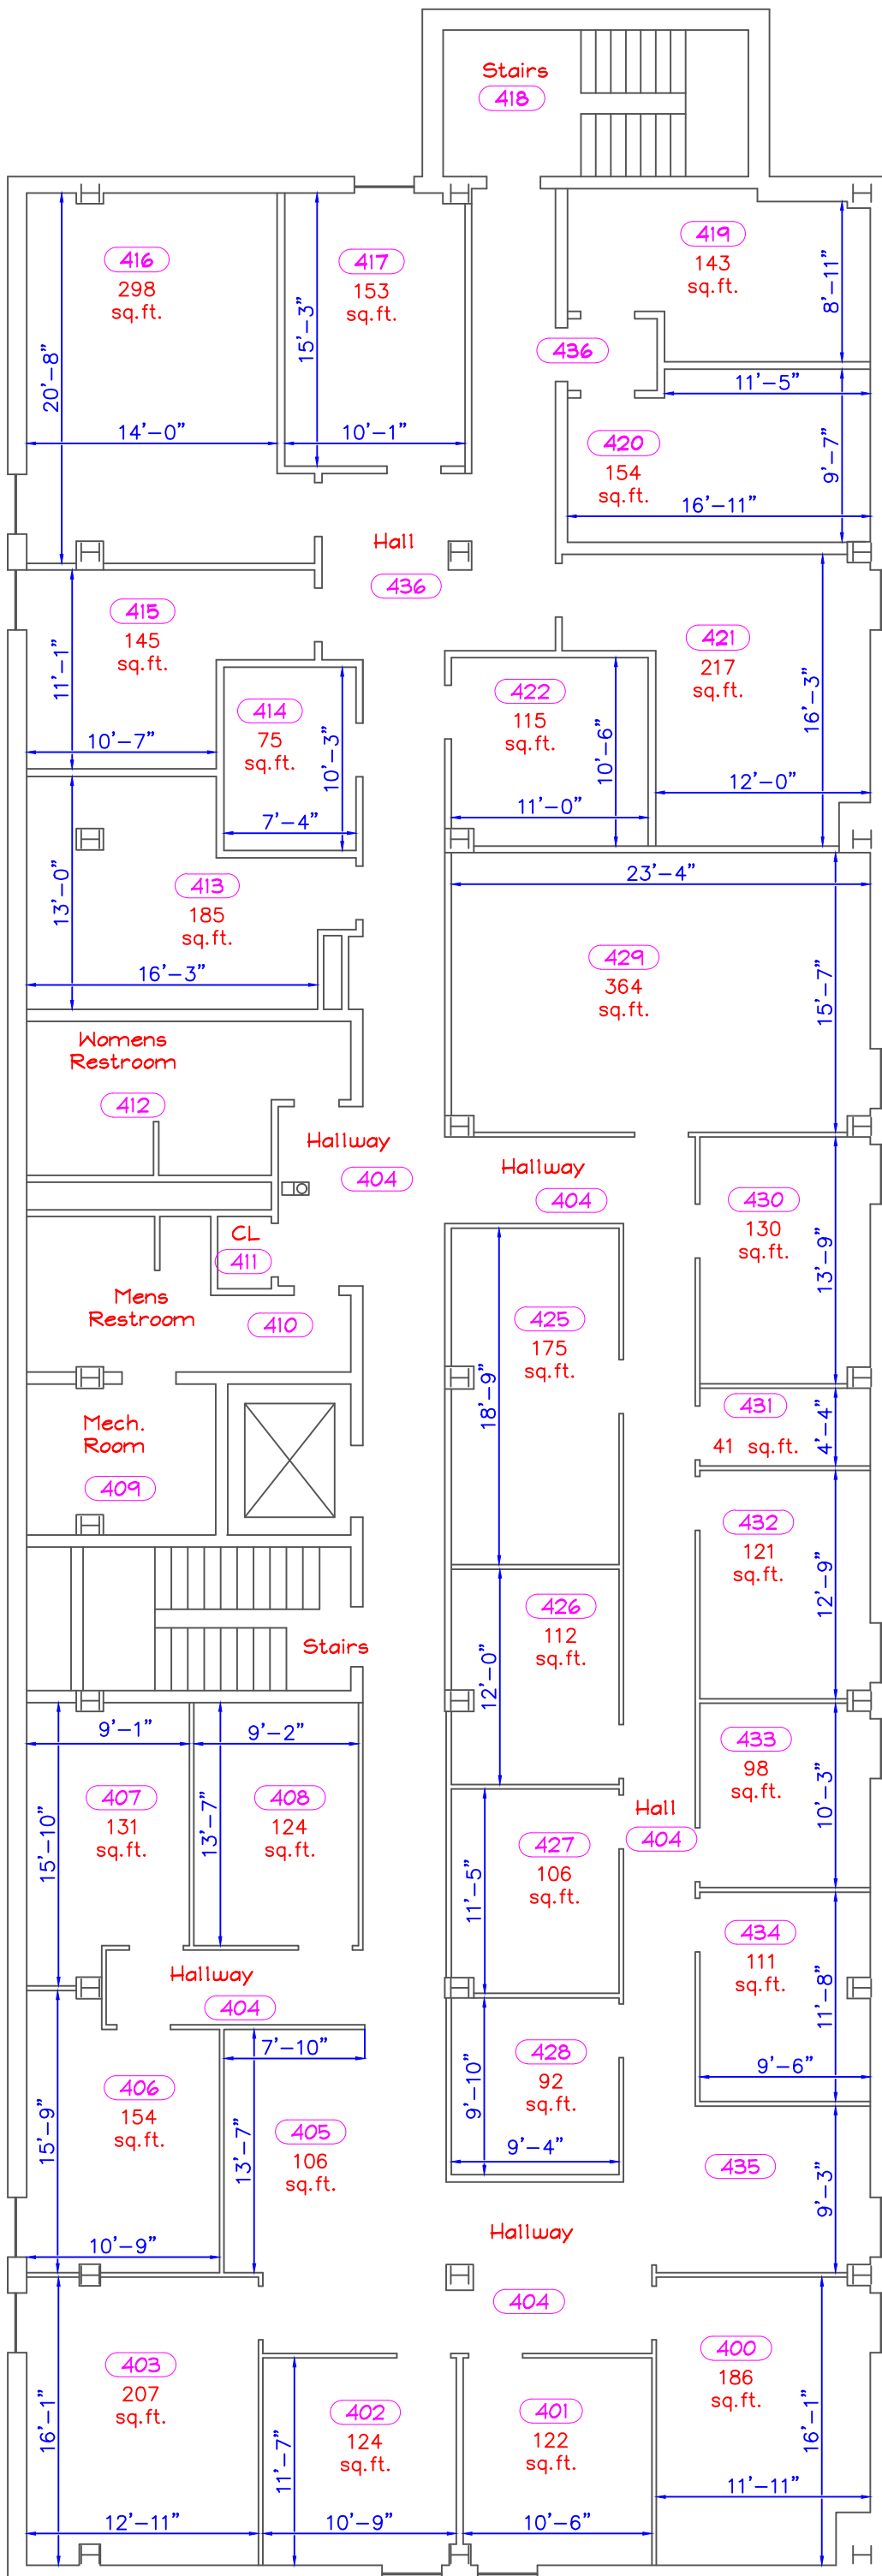 Stairs
418
416
298
sq.ft.
417
153
sq.ft.
419
143
sq.ft.
8'-11"
20'-8"
15'-3"
436
11'-5"
14'-0"
10'-1"
420
154
sq.ft.
9'-7"
16'-11"
Hall
436
415
145
sq.ft.
11'-1"
10'-7"
414
75
sq.ft.
10'-3"
7'-4"
422
115
sq.ft.
10'-6"
11'-0"
421
217
sq.ft.
16'-3"
12'-0"
413
185
sq.ft.
13'-0"
16'-3"
23'-4"
429
364
sq.ft.
15'-7"
Womens
Restroom
412
Hallway
404
Hallway
404
430
130
sq.ft.
13'-9"
CL
411
Mens
Restroom
410
425
175
sq.ft.
18'-9"
431
41 sq.ft.
4'-4"
Mech.
Room
409
432
121
sq.ft.
12'-9"
426
112
sq.ft.
12'-0"
Stairs
9'-1"
9'-2"
407
131
sq.ft.
15'-10"
408
124
sq.ft.
13'-7"
433
98
sq.ft.
10'-3"
Hall
404
427
106
sq.ft.
11'-5"
434
111
sq.ft.
11'-8"
9'-6"
Hallway
404
7'-10"
406
154
sq.ft.
15'-9"
10'-9"
405
106
sq.ft.
13'-7"
428
92
sq.ft.
9'-10"
9'-4"
435
9'-3"
Hallway
404
403
207
sq.ft.
16'-1"
12'-11"
402
124
sq.ft.
11'-7"
10'-9"
401
122
sq.ft.
10'-6"
400
186
sq.ft.
16'-1"
11'-11"